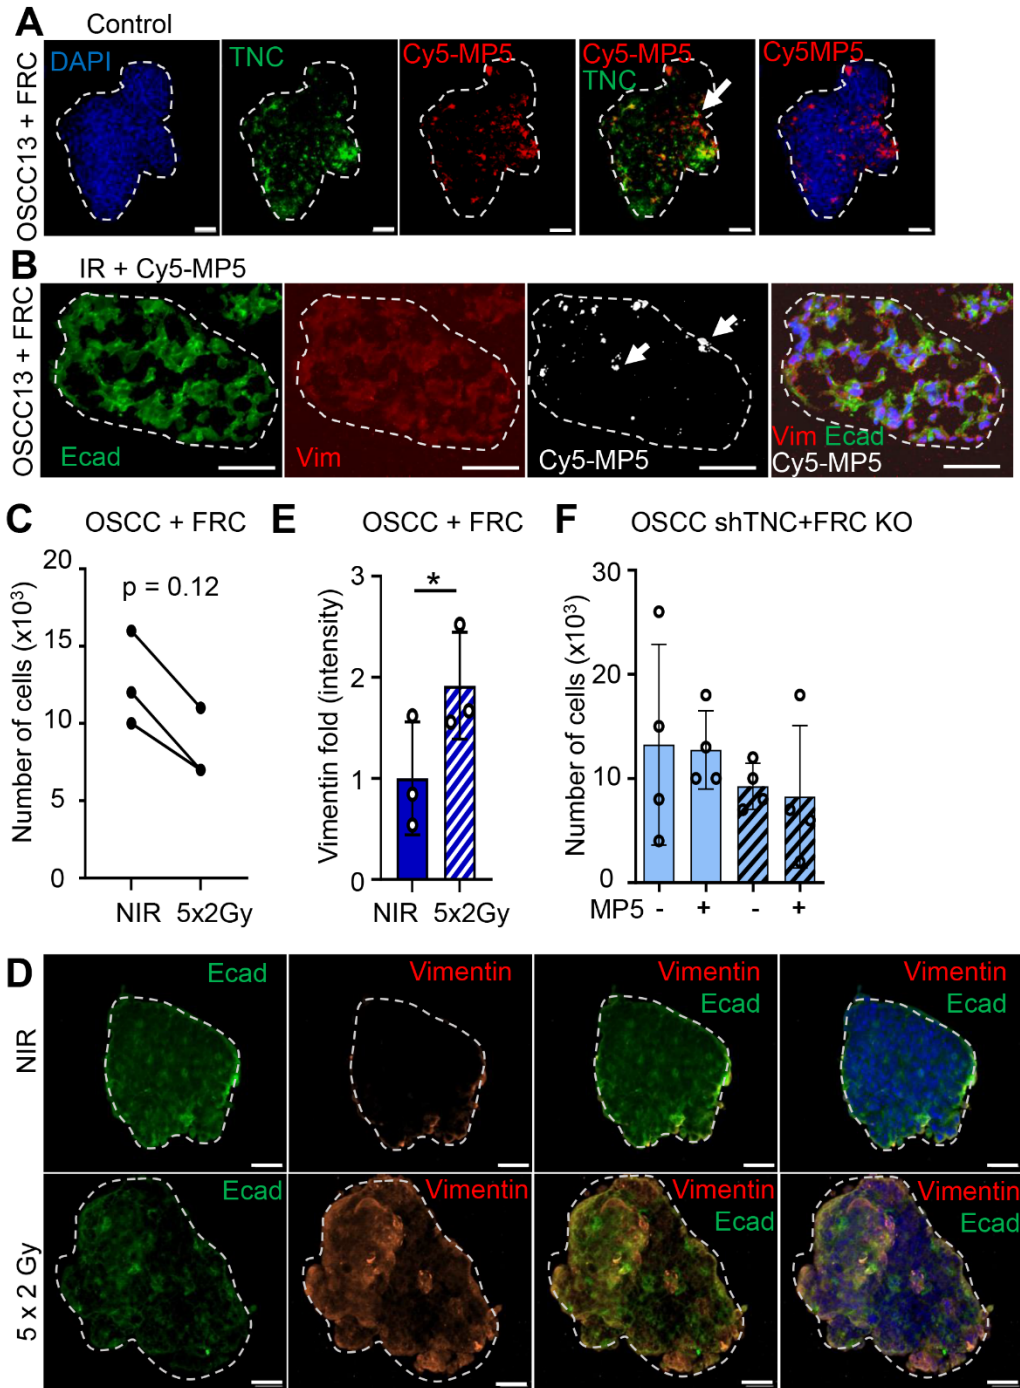 A
Control
OSCC13 + FRC
DAPI
TNC
Cy5-MP5
Cy5-MP5
TNC
Cy5MP5
B
IR + Cy5-MP5
OSCC13 + FRC
Ecad
Vim
Cy5-MP5
Vim Ecad
Cy5-MP5
C
OSCC + FRC
Number of cells (x10³)
20
15
10
5
0
p = 0.12
NIR
5x2Gy
E
OSCC + FRC
Vimentin fold (intensity)
3
2
1
0
*
NIR
5x2Gy
F
OSCC shTNC+FRC KO
Number of cells (x10³)
30
20
10
0
MP5 - + - +
D
NIR
Ecad
Vimentin
Vimentin
Ecad
Vimentin
Ecad
5 x 2 Gy
Ecad
Vimentin
Vimentin
Ecad
Vimentin
Ecad